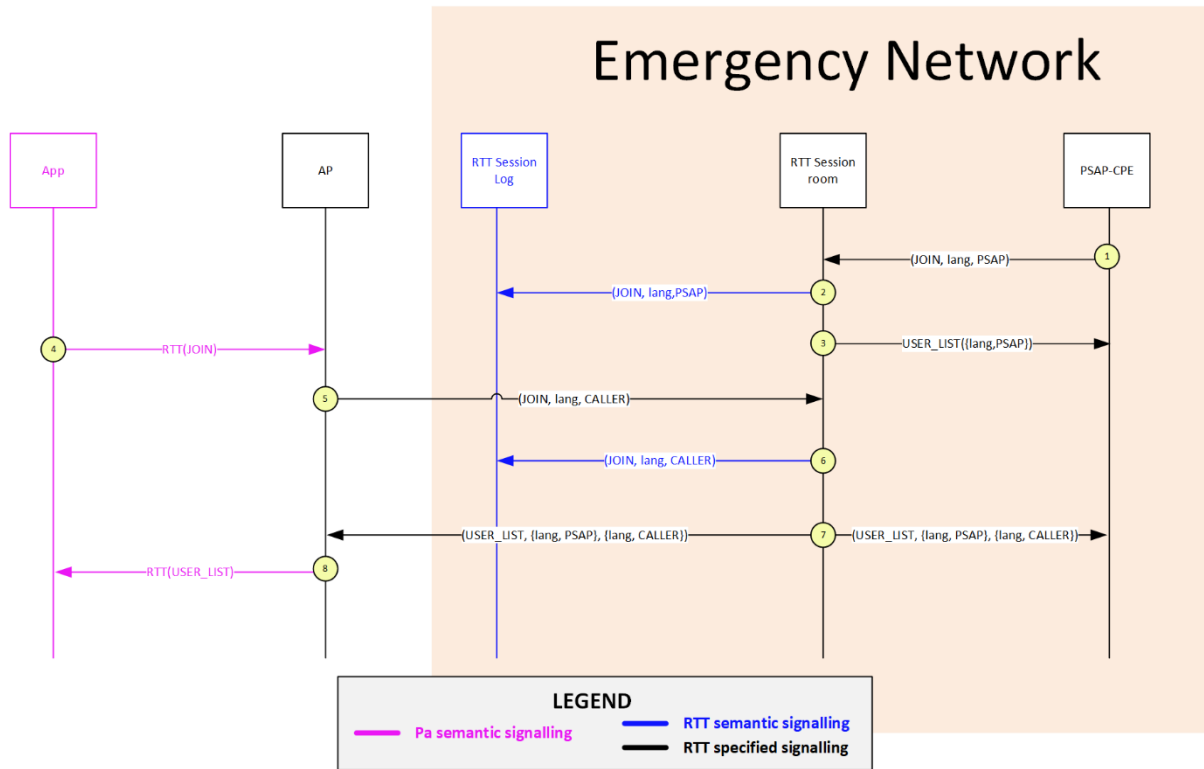 Emergency Network
App
AP
RTT Session
Log
RTT Session
room
PSAP-CPE
1
(JOIN, lang, PSAP)
2
(JOIN, lang,PSAP)
3
USER_LIST({lang,PSAP})
4
RTT(JOIN)
5
(JOIN, lang, CALLER)
6
(JOIN, lang, CALLER)
7
(USER_LIST, {lang, PSAP}, {lang, CALLER})
(USER_LIST, {lang, PSAP}, {lang, CALLER})
8
RTT(USER_LIST)
LEGEND
Pa semantic signalling
RTT semantic signalling
RTT specified signalling